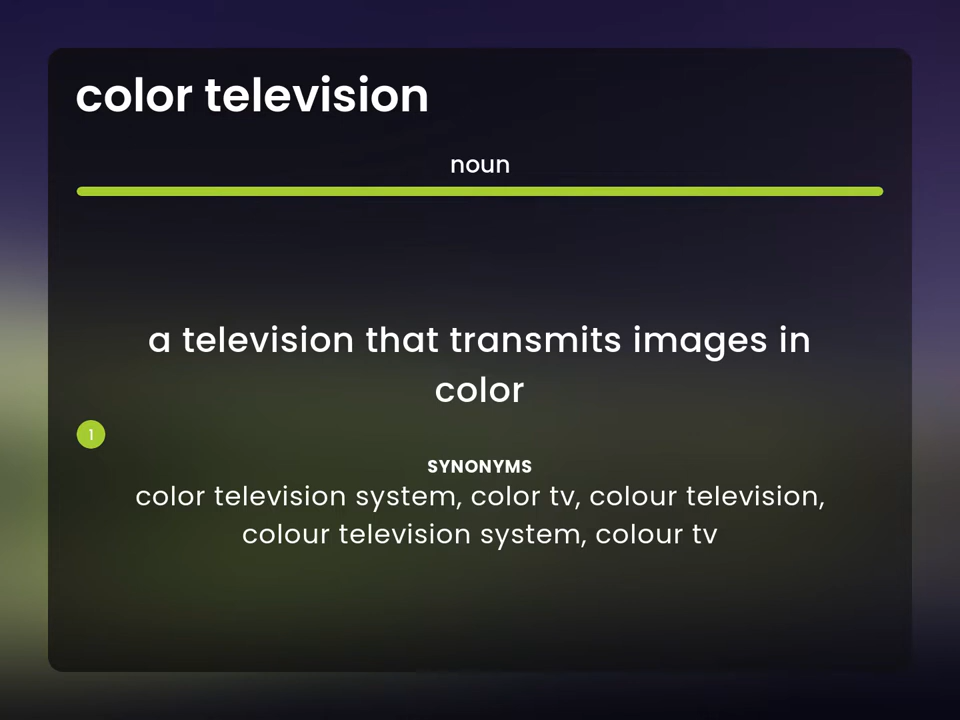 color television
noun
a television that transmits images in
color
1
SYNONYMS
color television system, color tv, colour television,
colour television system, colour tv